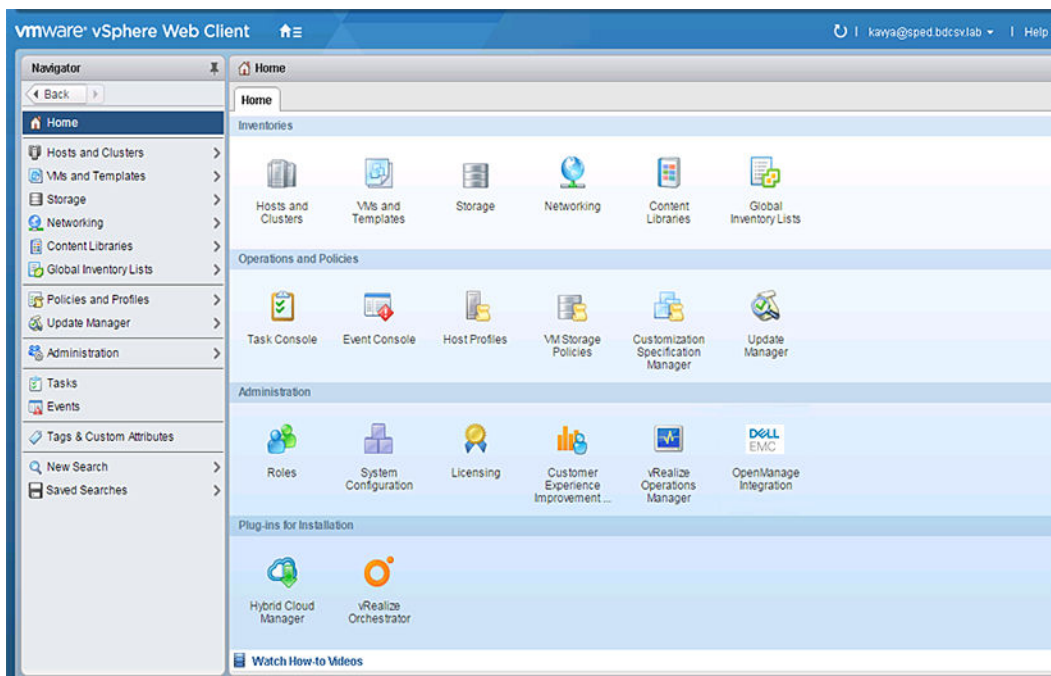 vmware® vSphere Web Client
kavya@sped.bdcsv.lab
Help
Navigator
Back
Home
Hosts and Clusters
VMs and Templates
Storage
Networking
Content Libraries
Global Inventory Lists
Policies and Profiles
Update Manager
Administration
Tasks
Events
Tags & Custom Attributes
New Search
Saved Searches
Home
Home
Inventories
Hosts and
Clusters
VMs and
Templates
Storage
Networking
Content
Libraries
Global
Inventory Lists
Operations and Policies
Task Console
Event Console
Host Profiles
VM Storage
Policies
Customization
Specification
Manager
Update
Manager
Administration
Roles
System
Configuration
Licensing
Customer
Experience
Improvement ...
vRealize
Operations
Manager
DELL
EMC
OpenManage
Integration
Plug-ins for Installation
Hybrid Cloud
Manager
vRealize
Orchestrator
Watch How-to Videos